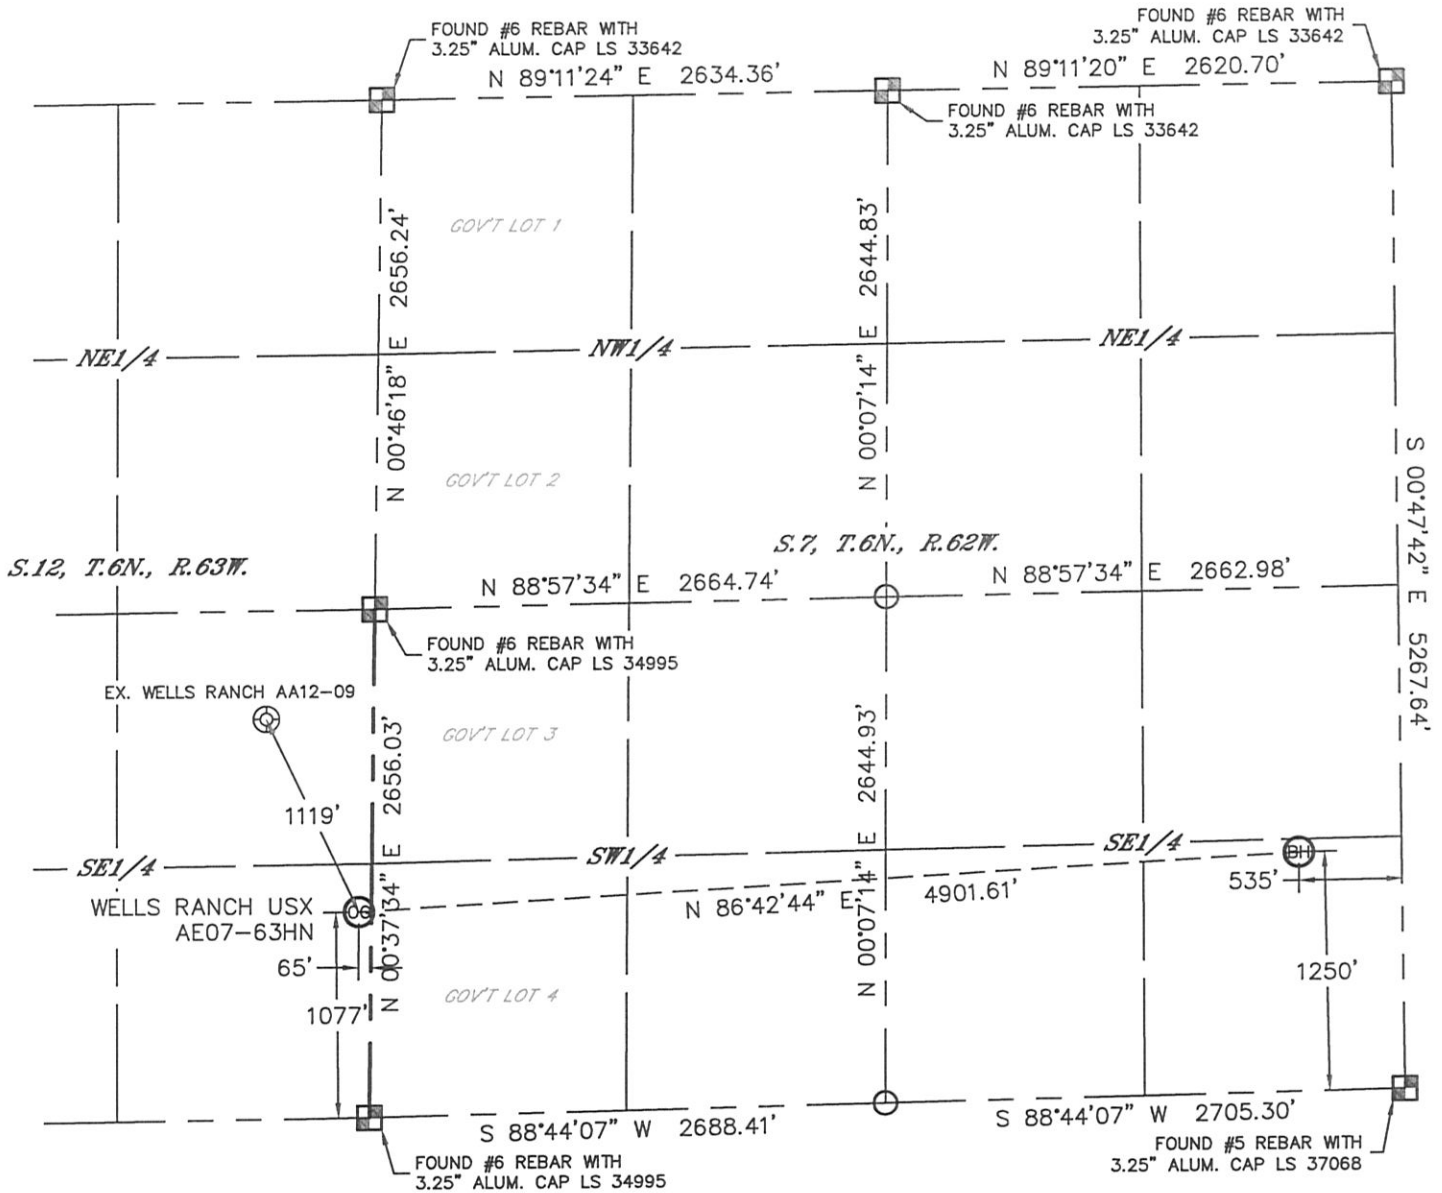 FOUND #6 REBAR WITH
3.25" ALUM. CAP LS 33642
FOUND #6 REBAR WITH
3.25" ALUM. CAP LS 33642
N 89°11'24" E 2634.36'
N 89°11'20" E 2620.70'
FOUND #6 REBAR WITH
3.25" ALUM. CAP LS 33642
GOV'T LOT 1
N 00°46'18" E 2656.24'
N 00°07'14" E 2644.83'
NE1/4
NW1/4
NE1/4
GOV'T LOT 2
S 00°47'42" E 5267.64'
S.12, T.6N., R.63W.
S.7, T.6N., R.62W.
N 88°57'34" E 2664.74'
N 88°57'34" E 2662.98'
FOUND #6 REBAR WITH
3.25" ALUM. CAP LS 34995
EX. WELLS RANCH AA12-09
GOV'T LOT 3
N 00°37'34" E 2656.03'
N 00°07'14" E 2644.93'
1119'
SE1/4
SW1/4
SE1/4
BH
535'
WELLS RANCH USX
AE07-63HN
OG
N 86°42'44" E 4901.61'
65'
1250'
GOV'T LOT 4
1077'
S 88°44'07" W 2688.41'
S 88°44'07" W 2705.30'
FOUND #6 REBAR WITH
3.25" ALUM. CAP LS 34995
FOUND #5 REBAR WITH
3.25" ALUM. CAP LS 37068